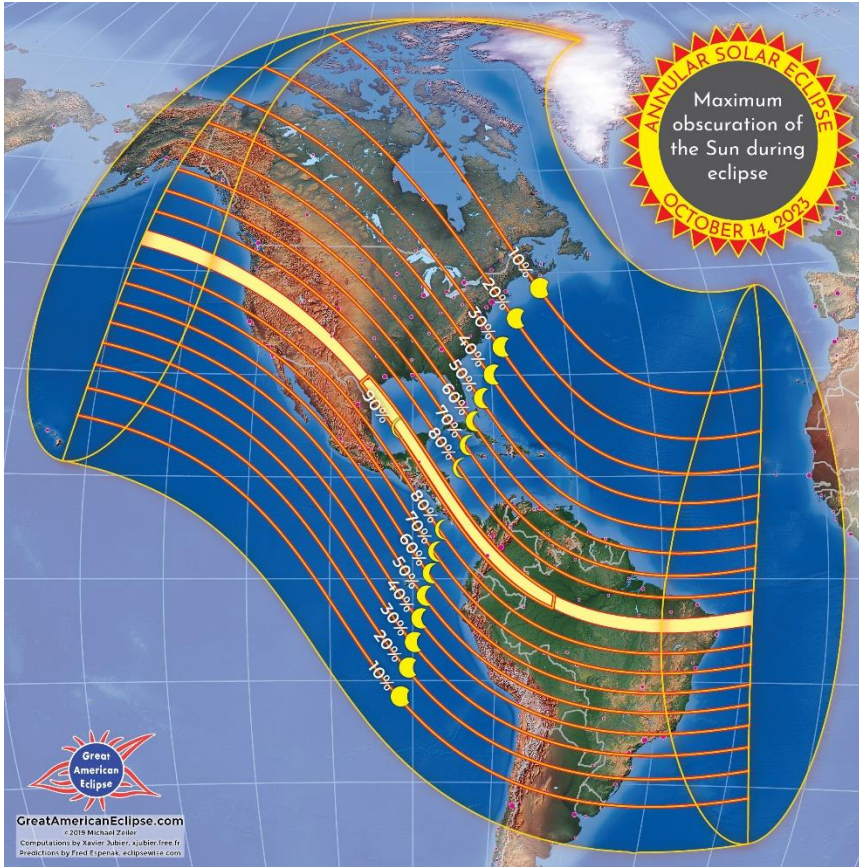 ANNULAR SOLAR ECLIPSE
Maximum
obscuration of
the Sun during
eclipse
OCTOBER 14, 2023
10%
20%
30%
40%
50%
60%
70%
80%
90%
80%
70%
60%
50%
40%
30%
20%
10%
Great
American
Eclipse
GreatAmericanEclipse.com
©2019 Michael Zeiler
Computations by Xavier Jubier, xjubier.free.fr
Predictions by Fred Espenak, eclipsewise.com